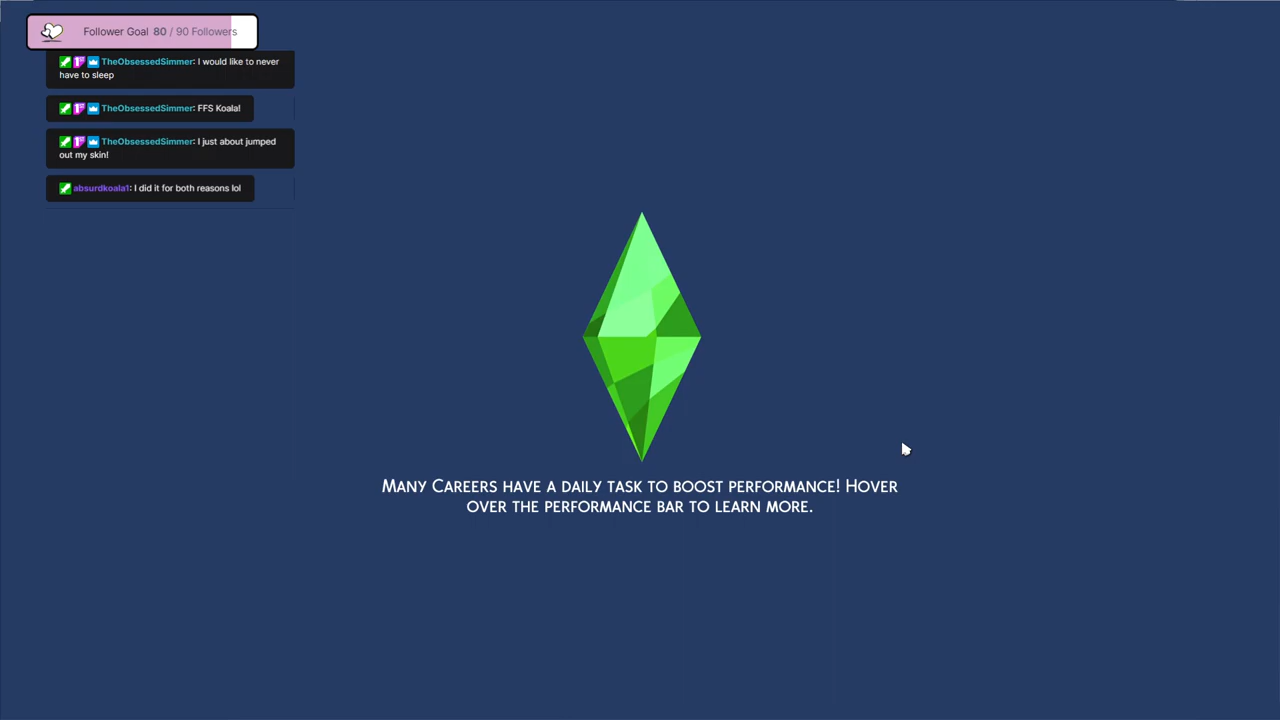 Follower Goal 80 / 90 Followers
TheObsessedSimmer: I would like to never
have to sleep
TheObsessedSimmer: FFS Koala!
TheObsessedSimmer: I just about jumped
out my skin!
absurdkoala1: I did it for both reasons lol
MANY CAREERS HAVE A DAILY TASK TO BOOST PERFORMANCE! HOVER
OVER THE PERFORMANCE BAR TO LEARN MORE.